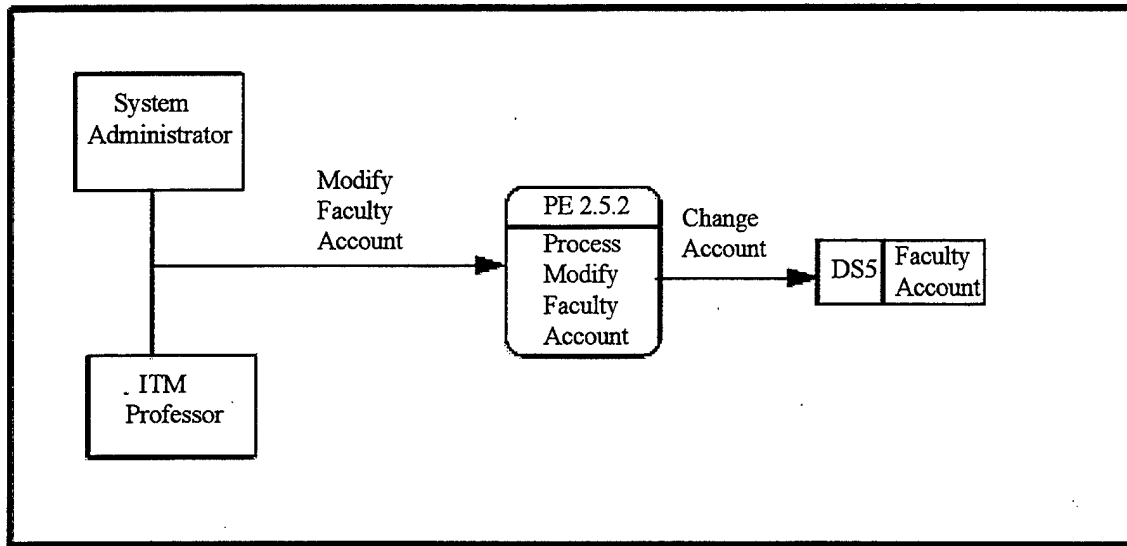 System
Administrator
Modify
Faculty
Account
PE 2.5.2
Process
Modify
Faculty
Account
Change
Account
DS5
Faculty
Account
ITM
Professor